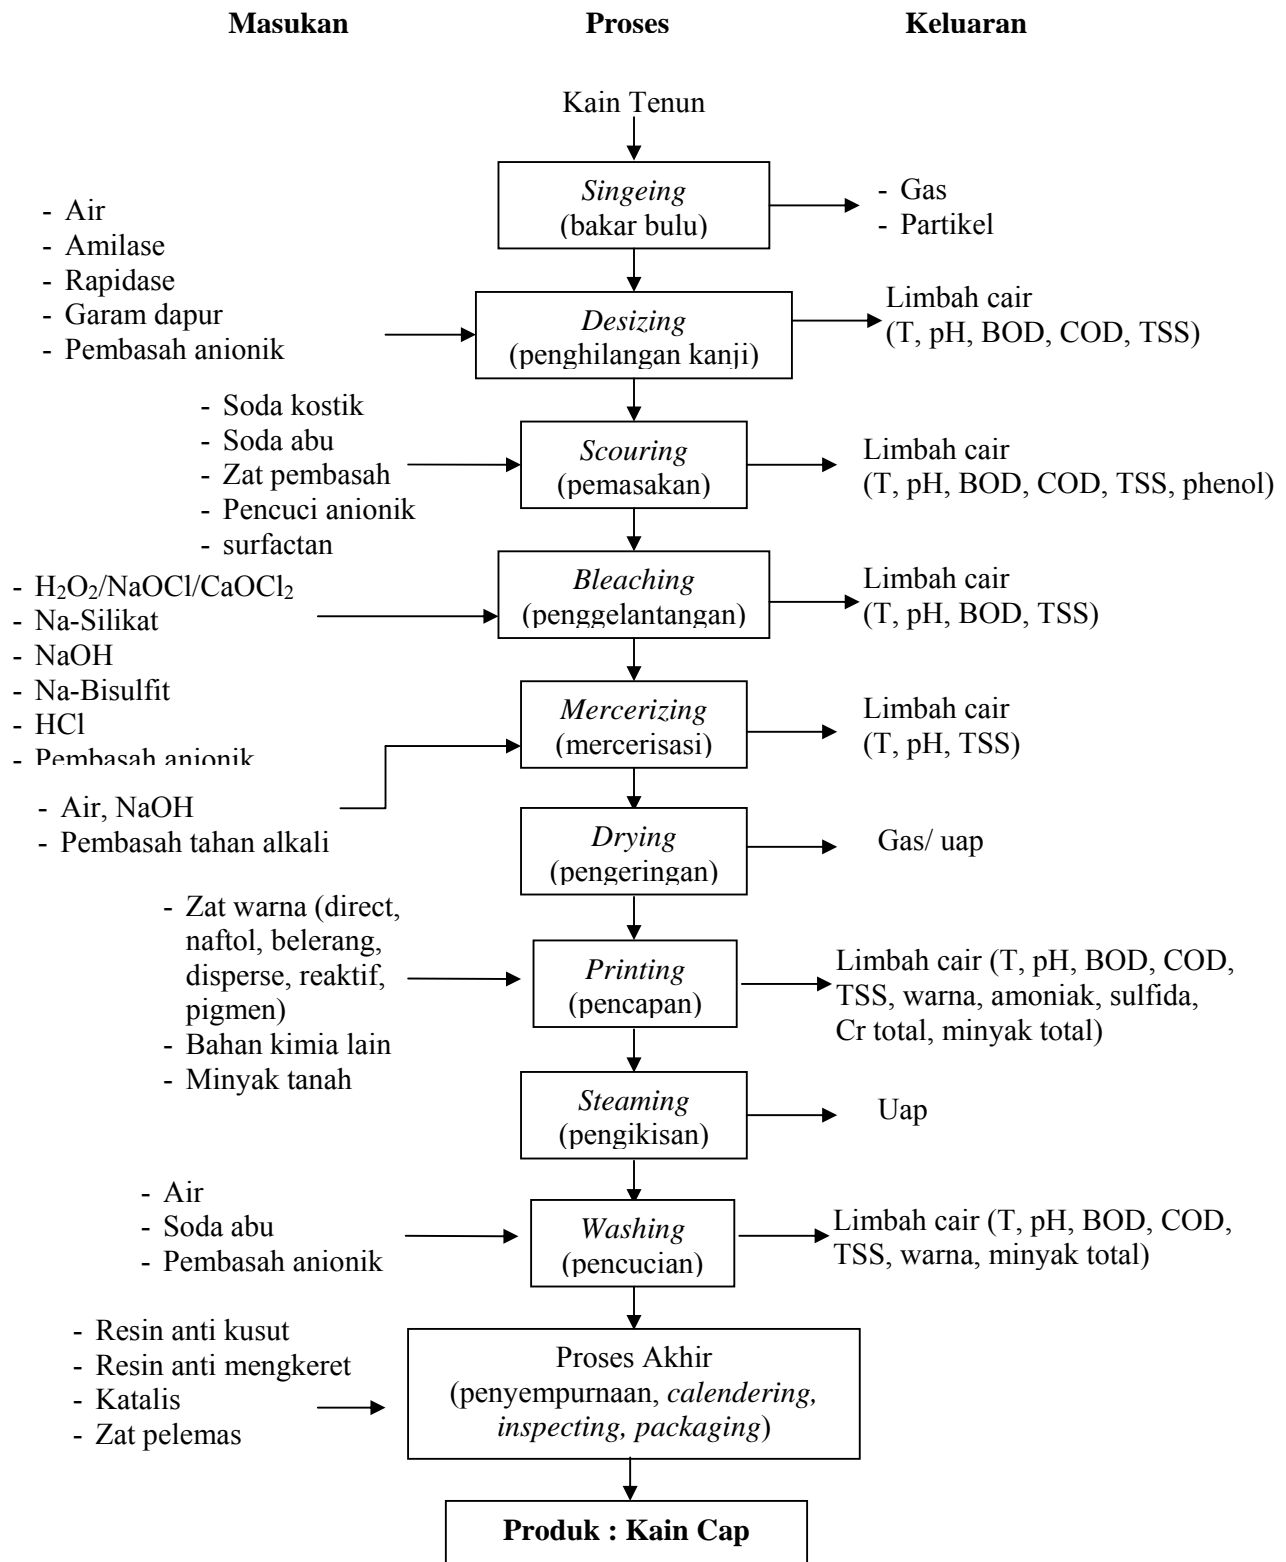 Masukan Proses Keluaran
Kain Tenun
Singeing
(bakar bulu)
- Gas
- Partikel
- Air
- Amilase
- Rapidase
- Garam dapur
- Pembasah anionik
Desizing
(penghilangan kanji)
Limbah cair
(T, pH, BOD, COD, TSS)
- Soda kostik
- Soda abu
- Zat pembasah
- Pencuci anionik
- surfactan
Scouring
(pemasakan)
Limbah cair
(T, pH, BOD, COD, TSS, phenol)
- H₂O₂/NaOCl/CaOCl₂
- Na-Silikat
- NaOH
- Na-Bisulfit
- HCl
- Pembasah anionik
Bleaching
(penggelantangan)
Limbah cair
(T, pH, BOD, TSS)
- Air, NaOH
- Pembasah tahan alkali
Mercerizing
(mercerisasi)
Limbah cair
(T, pH, TSS)
Drying
(pengeringan)
Gas/ uap
- Zat warna (direct,
naftol, belerang,
disperse, reaktif,
pigmen)
- Bahan kimia lain
- Minyak tanah
Printing
(pencapan)
Limbah cair (T, pH, BOD, COD,
TSS, warna, amoniak, sulfida,
Cr total, minyak total)
Steaming
(pengikisan)
Uap
- Air
- Soda abu
- Pembasah anionik
Washing
(pencucian)
Limbah cair (T, pH, BOD, COD,
TSS, warna, minyak total)
- Resin anti kusut
- Resin anti mengkeret
- Katalis
- Zat pelemas
Proses Akhir
(penyempurnaan, calendering,
inspecting, packaging)
Produk : Kain Cap